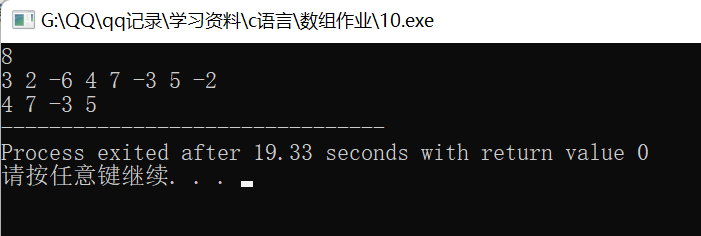 G:\QQ\qq记录\学习资料\c语言\数组作业\10.exe
8
3 2 -6 4 7 -3 5 -2
4 7 -3 5
--------------------------------
Process exited after 19.33 seconds with return value 0
请按任意键继续. . .